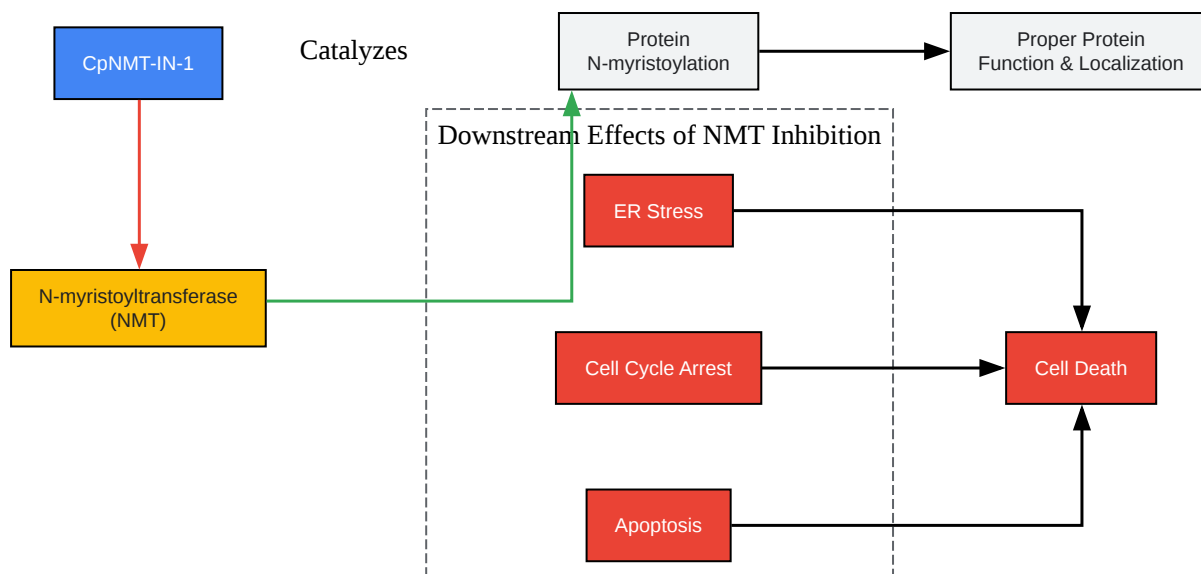 CpNMT-IN-1
Catalyzes
Protein
N-myristoylation
Proper Protein
Function & Localization
Downstream Effects of NMT Inhibition
ER Stress
N-myristoyltransferase
(NMT)
Cell Cycle Arrest
Cell Death
Apoptosis